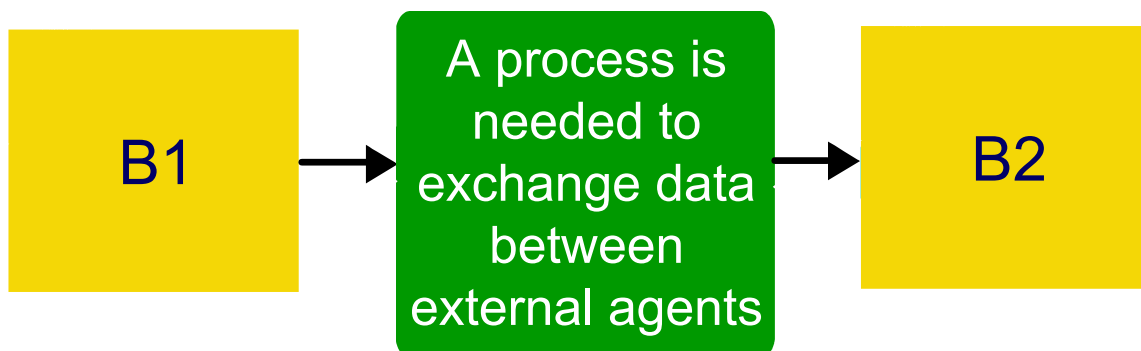 B1
A process is
needed to
exchange data
between
external agents
B2